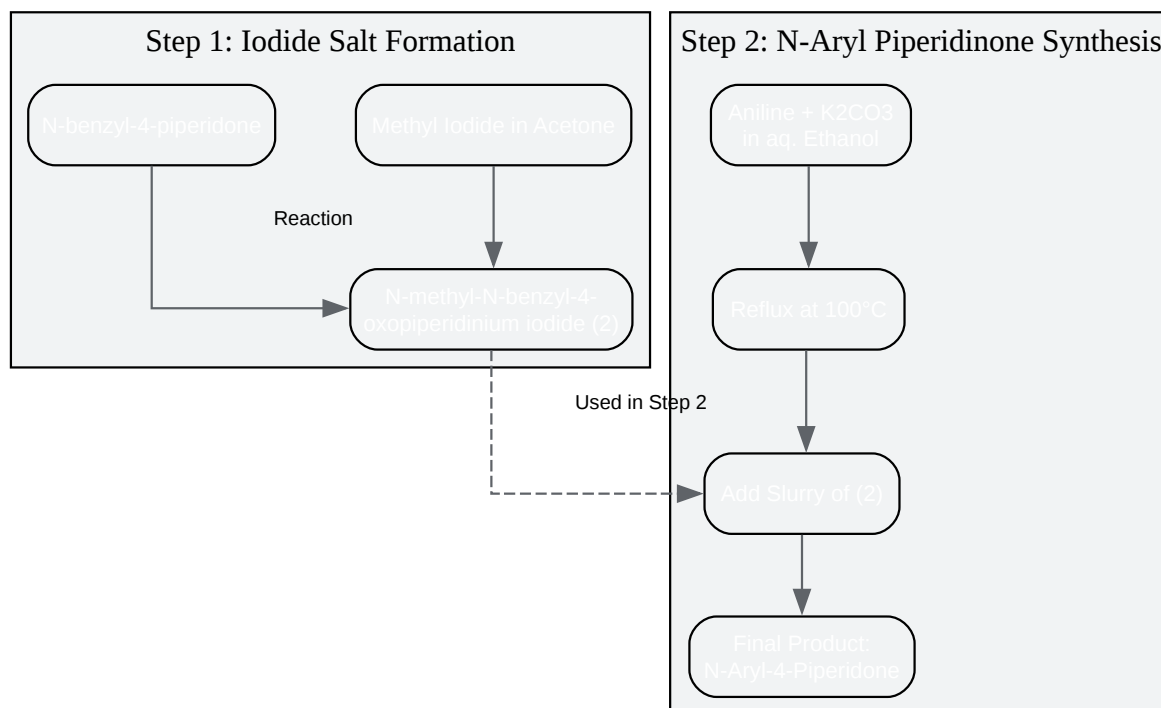 Step 1: Iodide Salt Formation
N-benzyl-4-piperidone
Methyl Iodide in Acetone
Reaction
N-methyl-N-benzyl-4-
oxopiperidinium iodide (2)
Used in Step 2
Step 2: N-Aryl Piperidinone Synthesis
Aniline + K2CO3
in aq. Ethanol
Reflux at 100°C
Add Slurry of (2)
Final Product:
N-Aryl-4-Piperidone